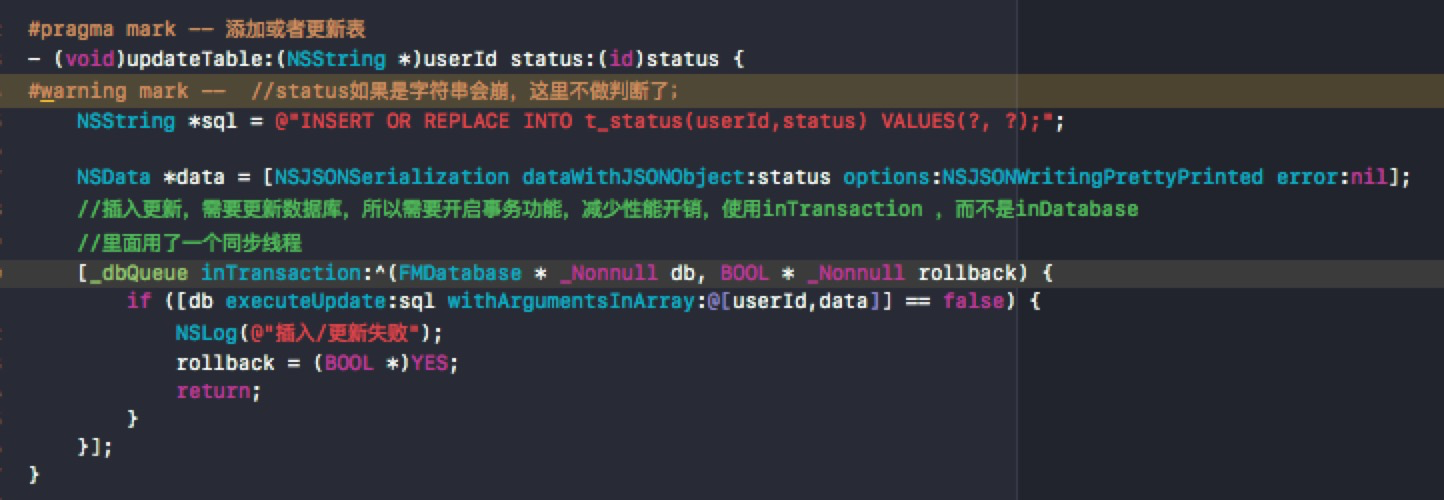 #pragma mark -- 添加或者更新表
- (void)updateTable:(NSString *)userId status:(id)status {
#warning mark --  //status如果是字符串会崩，这里不做判断了;
    NSString *sql = @"INSERT OR REPLACE INTO t_status(userId,status) VALUES(?, ?);";
    NSData *data = [NSJSONSerialization dataWithJSONObject:status options:NSJSONWritingPrettyPrinted error:nil];
    //插入更新，需要更新数据库，所以需要开启事务功能，减少性能开销，使用inTransaction ，而不是inDatabase
    //里面用了一个同步线程
    [_dbQueue inTransaction:^(FMDatabase * _Nonnull db, BOOL * _Nonnull rollback) {
        if ([db executeUpdate:sql withArgumentsInArray:@[userId,data]] == false) {
            NSLog(@"插入/更新失败");
            rollback = (BOOL *)YES;
            return;
        }
    }];
}